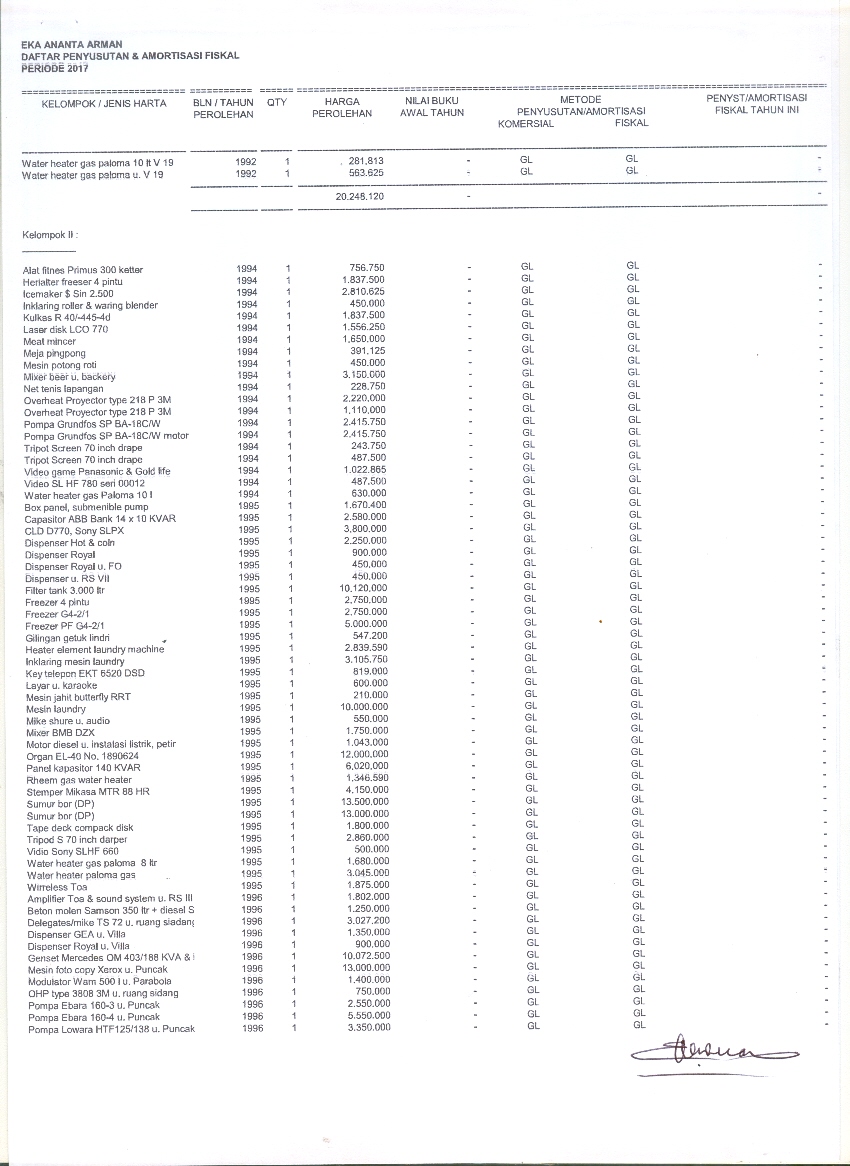 EKA ANANTA ARMAN
DAFTAR PENYUSUTAN & AMORTISASI FISKAL
PERIODE 2017
KELOMPOK / JENIS HARTA BLN / TAHUN QTY HARGA NILAI BUKU METODE PENYST/AMORTISASI
PEROLEHAN PEROLEHAN AWAL TAHUN PENYUSUTAN/AMORTISASI FISKAL TAHUN INI
KOMERSIAL FISKAL
Water heater gas paloma 10 lt V 19 1992 1 281,813 - GL GL -
Water heater gas paloma u. V 19 1992 1 563.625 - GL GL -
20.246.120 - -
Kelompok II :
Alat fitnes Primus 300 ketter 1994 1 756.750 - GL GL -
Herialter freeser 4 pintu 1994 1 1.837.500 - GL GL -
Icemaker $ Sin 2.500 1994 1 2.810.625 - GL GL -
Inklaring roller & waring blender 1994 1 450.000 - GL GL -
Kulkas R 40/-445-4d 1994 1 1.837.500 - GL GL -
Laser disk LCO 770 1994 1 1,556.250 - GL GL -
Meat mincer 1994 1 1,650.000 - GL GL -
Meja pingpong 1994 1 391.125 - GL GL -
Mesin potong roti 1994 1 450.000 - GL GL -
Mixer beer u. backery 1994 1 3.150.000 - GL GL -
Net tenis lapangan 1994 1 228.750 - GL GL -
Overheat Proyector type 218 P 3M 1994 1 2,220.000 - GL GL -
Overheat Proyector type 218 P 3M 1994 1 1,110,000 - GL GL -
Pompa Grundfos SP BA-18C/W 1994 1 2.415.750 - GL GL -
Pompa Grundfos SP BA-18C/W motor 1994 1 2.415,750 - GL GL -
Tripot Screen 70 inch drape 1994 1 243.750 - GL GL -
Tripot Screen 70 inch drape 1994 1 487.500 - GL GL -
Video game Panasonic & Gold life 1994 1 1.022.865 - GL GL -
Video SL HF 780 seri 00012 1994 1 487.500 - GL GL -
Water heater gas Paloma 10 l 1994 1 630.000 - GL GL -
Box panel, submenible pump 1995 1 1.670.400 - GL GL -
Capasitor ABB Bank 14 x 10 KVAR 1995 1 2.580.000 - GL GL -
CLD D770, Sony SLPX 1995 1 3,800.000 - GL GL -
Dispenser Hot & coln 1995 1 2.250.000 - GL GL -
Dispenser Royal 1995 1 900.000 - GL GL -
Dispenser Royal u. FO 1995 1 450,000 - GL GL -
Dispenser u. RS VII 1995 1 450,000 - GL GL -
Filter tank 3.000 ltr 1995 1 10,120,000 - GL GL -
Freezer 4 pintu 1995 1 2,750.000 - GL GL -
Freezer G4-2/1 1995 1 2,750.000 - GL GL -
Freezer PF G4-2/1 1995 1 5.000.000 - GL GL -
Gilingan getuk lindri 1995 1 547.200 - GL GL -
Heater element laundry machine 1995 1 2.839.590 - GL GL -
Inklaring mesin laundry 1995 1 3.105.750 - GL GL -
Key telepon EKT 6520 DSD 1995 1 819.000 - GL GL -
Layar u. karaoke 1995 1 600.000 - GL GL -
Mesin jahit butterfly RRT 1995 1 210.000 - GL GL -
Mesin laundry 1995 1 10.000.000 - GL GL -
Mike shure u. audio 1995 1 550.000 - GL GL -
Mixer BMB DZX 1995 1 1.750.000 - GL GL -
Motor diesel u. instalasi listrik, petir 1995 1 1.043.000 - GL GL -
Organ EL-40 No. 1890624 1995 1 12,000,000 - GL GL -
Panel kapasitor 140 KVAR 1995 1 6,020,000 - GL GL -
Rheem gas water heater 1995 1 1,346.590 - GL GL -
Stemper Mikasa MTR 88 HR 1995 1 4.150.000 - GL GL -
Sumur bor (DP) 1995 1 13.500.000 - GL GL -
Sumur bor (DP) 1995 1 13.000.000 - GL GL -
Tape deck compack disk 1995 1 1.800.000 - GL GL -
Tripod S 70 inch darper 1995 1 2.860.000 - GL GL -
Vidio Sony SLHF 660 1995 1 500.000 - GL GL -
Water heater gas paloma 8 ltr 1995 1 1,680.000 - GL GL -
Water heater paloma gas 1995 1 3.045.000 - GL GL -
Wirreless Toa 1995 1 1.875.000 - GL GL -
Amplifier Toa & sound system u. RS III 1996 1 1.802.000 - GL GL -
Beton molen Samson 350 ltr + diesel S 1996 1 1.250.000 - GL GL -
Delegates/mike TS 72 u. ruang siadang 1996 1 3.027.200 - GL GL -
Dispenser GEA u. Villa 1996 1 1,350.000 - GL GL -
Dispenser Royal u. Villa 1996 1 900.000 - GL GL -
Genset Mercedes OM 403/188 KVA & 1996 1 10.072.500 - GL GL -
Mesin foto copy Xerox u. Puncak 1996 1 13.000.000 - GL GL -
Modulator Wam 500 l u. Parabola 1996 1 1.400.000 - GL GL -
OHP type 3808 3M u. ruang sidang 1996 1 750.000 - GL GL -
Pompa Ebara 160-3 u. Puncak 1996 1 2.550.000 - GL GL -
Pompa Ebara 160-4 u. Puncak 1996 1 5.550.000 - GL GL -
Pompa Lowara HTF125/138 u. Puncak 1996 1 3.350.000 - GL GL -